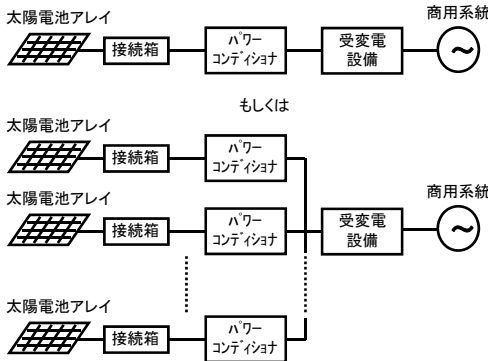 太陽電池アレイ
商用系統
接続箱
パワー
コンディショナ
受変電
設備
~
もしくは
太陽電池アレイ
接続箱
パワー
コンディショナ
太陽電池アレイ
商用系統
接続箱
パワー
コンディショナ
受変電
設備
~
太陽電池アレイ
接続箱
パワー
コンディショナ